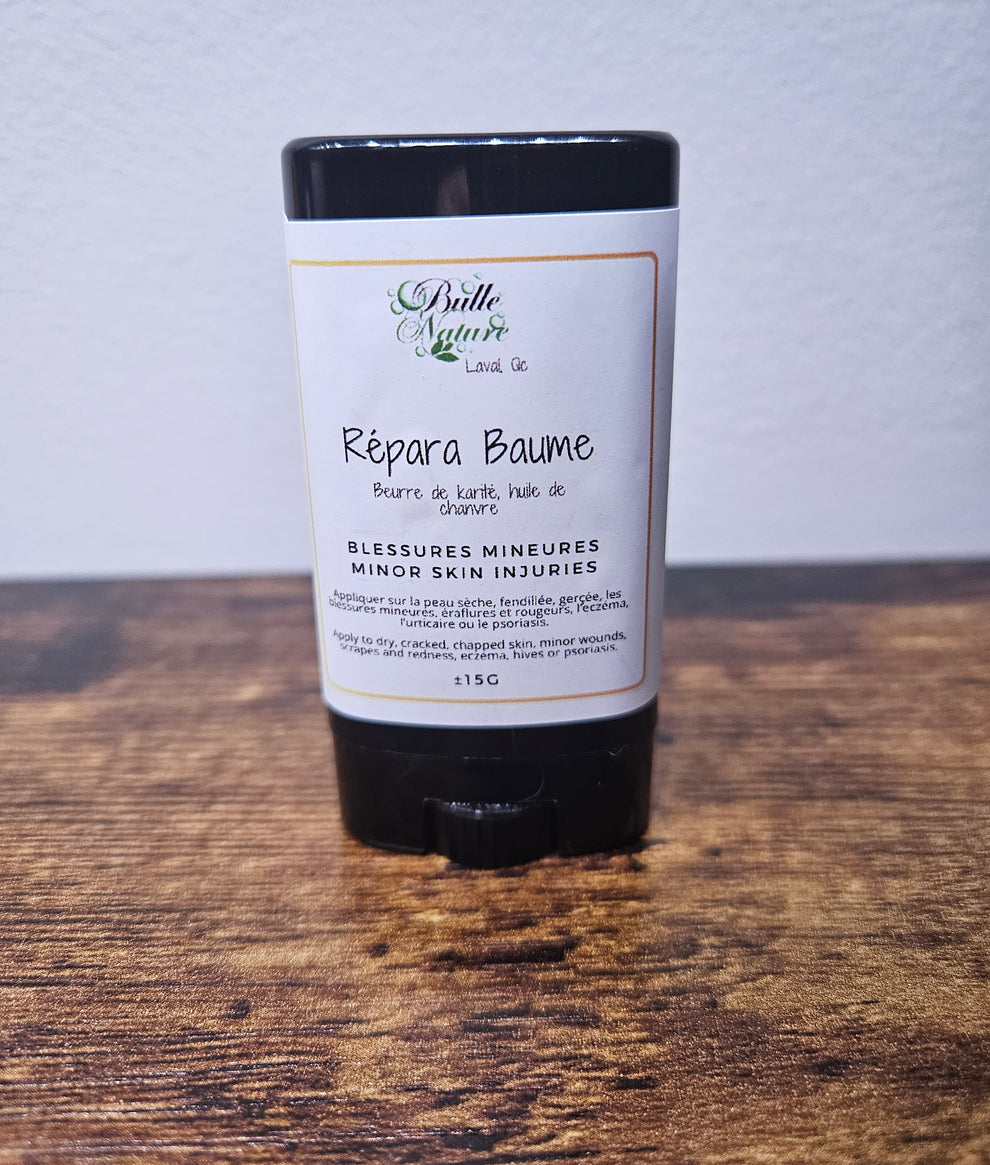 Bulle
Nature
Laval, Qc
Répara Baume
Beurre de karité, huile de
chanvre
BLESSURES MINEURES
MINOR SKIN INJURIES
Appliquer sur la peau sèche, fendillée, gerçée, les
blessures mineures, éraflures et rougeurs, l'eczéma,
l'urticaire ou le psoriasis.
Apply to dry, cracked, chapped skin, minor wounds,
scrapes and redness, eczema, hives or psoriasis.
±15G